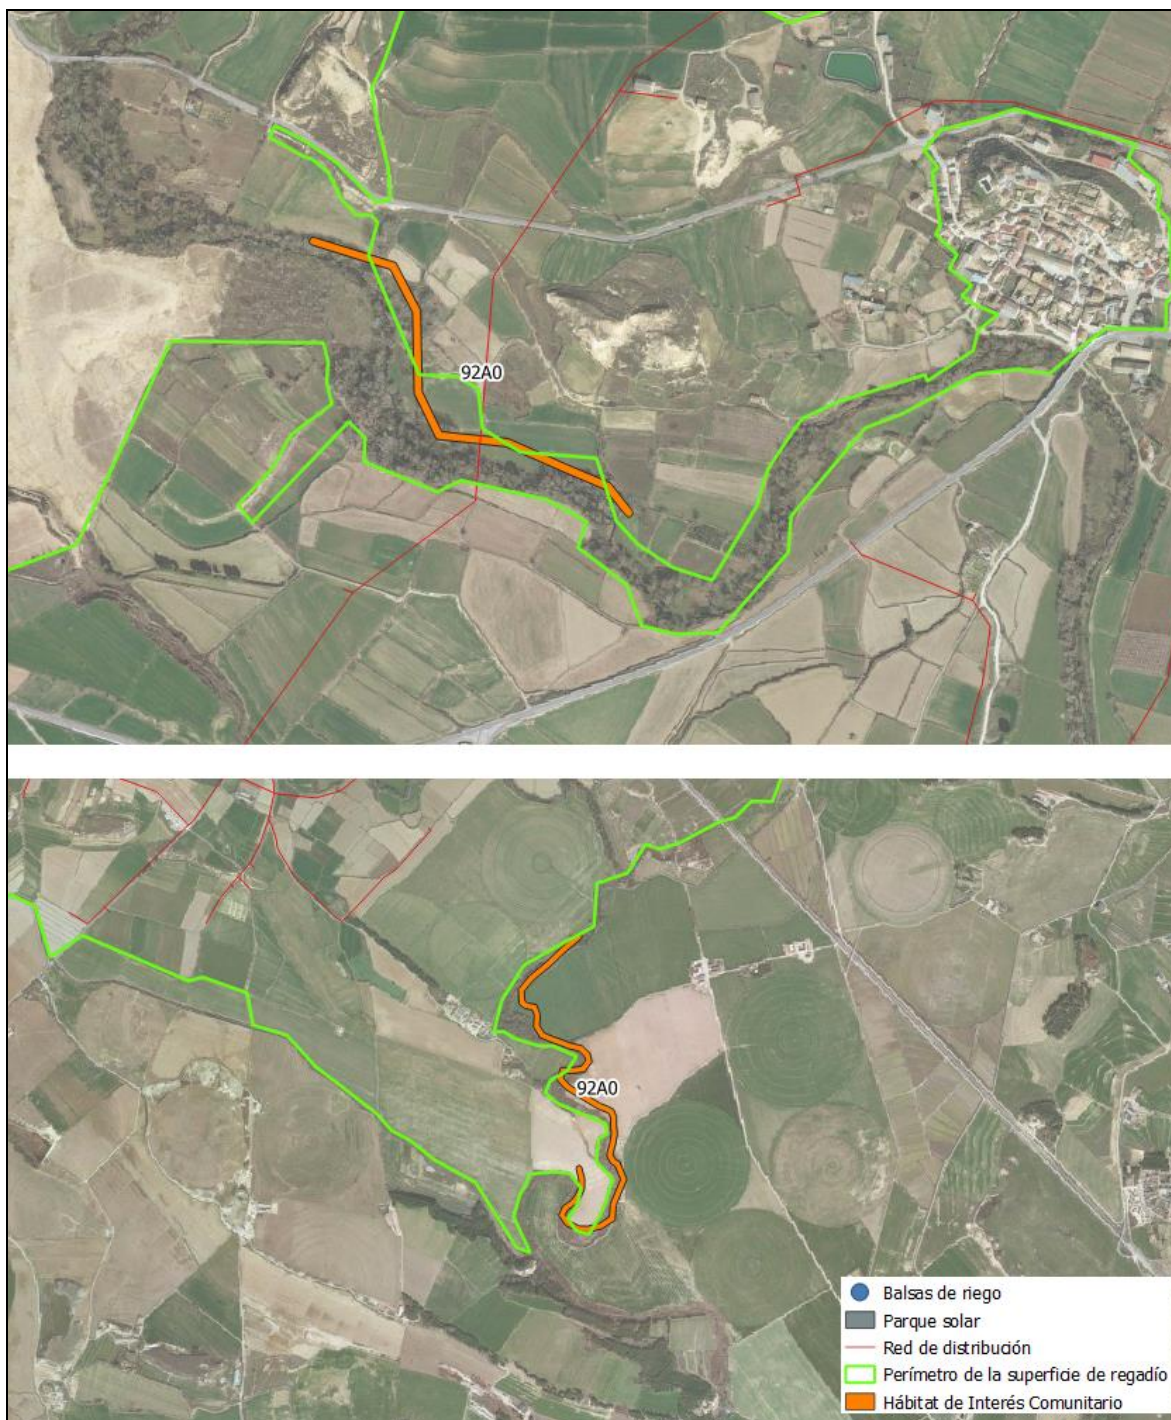 92A0
92A0
Balsas de riego
Parque solar
Red de distribución
Perímetro de la superficie de regadío
Hábitat de Interés Comunitario